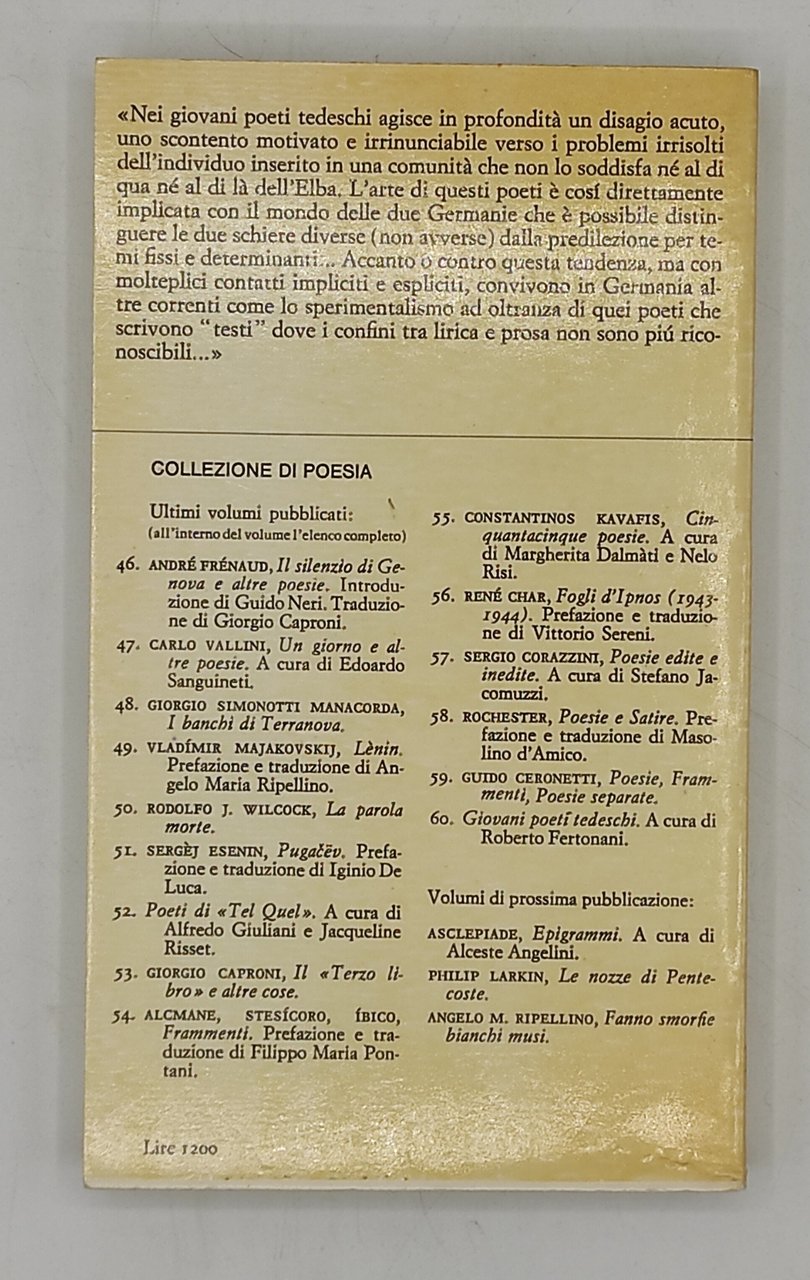 «Nei giovani poeti tedeschi agisce in profondità un disagio acuto,
uno scontento motivato e irrinunciabile verso i problemi irrisolti
dell'individuo inserito in una comunità che non lo soddisfa né al di
qua né al di là dell'Elba. L'arte di questi poeti è cosí direttamente
implicata con il mondo delle due Germanie che è possibile distin-
guere le due schiere diverse (non avverse) dalla predilezione per te-
mi fissi e determinanti... Accanto o contro questa tendenza, ma con
molteplici contatti impliciti e espliciti, convivono in Germania al-
tre correnti come lo sperimentalismo ad oltranza di quei poeti che
scrivono “testi” dove i confini tra lirica e prosa non sono piú rico-
noscibili...»
COLLEZIONE DI POESIA
Ultimi volumi pubblicati:
(all'interno del volume l'elenco completo)
46. ANDRÉ FRÉNAUD, Il silenzio di Ge-
nova e altre poesie. Introdu-
zione di Guido Neri. Traduzio-
ne di Giorgio Caproni.
47. CARLO VALLINI, Un giorno e al-
tre poesie. A cura di Edoardo
Sanguineti.
48. GIORGIO SIMONOTTI MANACORDA,
I banchi di Terranova.
49. VLADÍMIR MAJAKOVSKIJ, Lènin.
Prefazione e traduzione di An-
gelo Maria Ripellino.
50. RODOLFO J. WILCOCK, La parola
morte.
51. SERGÈJ ESENIN, Pugačëv. Prefa-
zione e traduzione di Iginio De
Luca.
52. Poeti di «Tel Quel». A cura di
Alfredo Giuliani e Jacqueline
Risset.
53. GIORGIO CAPRONI, Il «Terzo li-
bro» e altre cose.
54. ALCMANE, STESÍCORO, ÍBICO,
Frammenti. Prefazione e tra-
duzione di Filippo Maria Pon-
tani.
55. CONSTANTINOS KAVAFIS, Cin-
quantacinque poesie. A cura
di Margherita Dalmàti e Nelo
Risi.
56. RENÉ CHAR, Fogli d'Ipnos (1943-
1944). Prefazione e traduzio-
ne di Vittorio Sereni.
57. SERGIO CORAZZINI, Poesie edite e
inedite. A cura di Stefano Ja-
comuzzi.
58. ROCHESTER, Poesie e Satire. Pre-
fazione e traduzione di Maso-
lino d'Amico.
59. GUIDO CERONETTI, Poesie, Fram-
menti, Poesie separate.
60. Giovani poeti tedeschi. A cura di
Roberto Fertonani.
Volumi di prossima pubblicazione:
ASCLEPIADE, Epigrammi. A cura di
Alceste Angelini.
PHILIP LARKIN, Le nozze di Pente-
coste.
ANGELO M. RIPELLINO, Fanno smorfie
bianchi musi.
Lire 1200